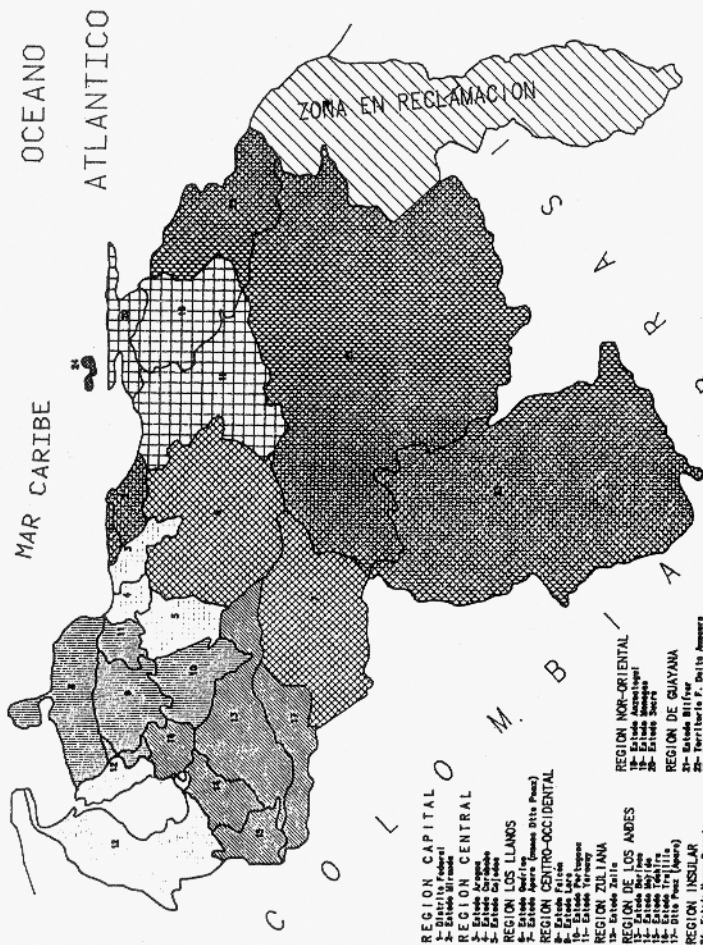 OCEANO
ATLANTICO
MAR CARIBE
ZONA EN RECLAMACION
COLOMBIA
REGION CAPITAL
1- Distrito Federal
2- Estado Miranda
REGION CENTRAL
3- Estado Aragua
4- Estado Carabobo
5- Estado Cojedes
REGION LOS LLANOS
6- Estado Guárico
7- Estado Apure (menos Dtto Paez)
REGION CENTRO-OCCIDENTAL
8- Estado Falcón
9- Estado Lara
10- Estado Portuguesa
11- Estado Yaracuy
REGION ZULIANA
12- Estado Zulia
REGION DE LOS ANDES
13- Estado Barinas
14- Estado Mérida
15- Estado Táchira
16- Estado Trujillo
17- Dtto Paez (Apure)
REGION INSULAR
REGION NOR-ORIENTAL
18- Estado Anzoategui
19- Estado Monagas
20- Estado Sucre
REGION DE GUAYANA
21- Estado Bolívar
22- Territorio F. Delta Amacuro